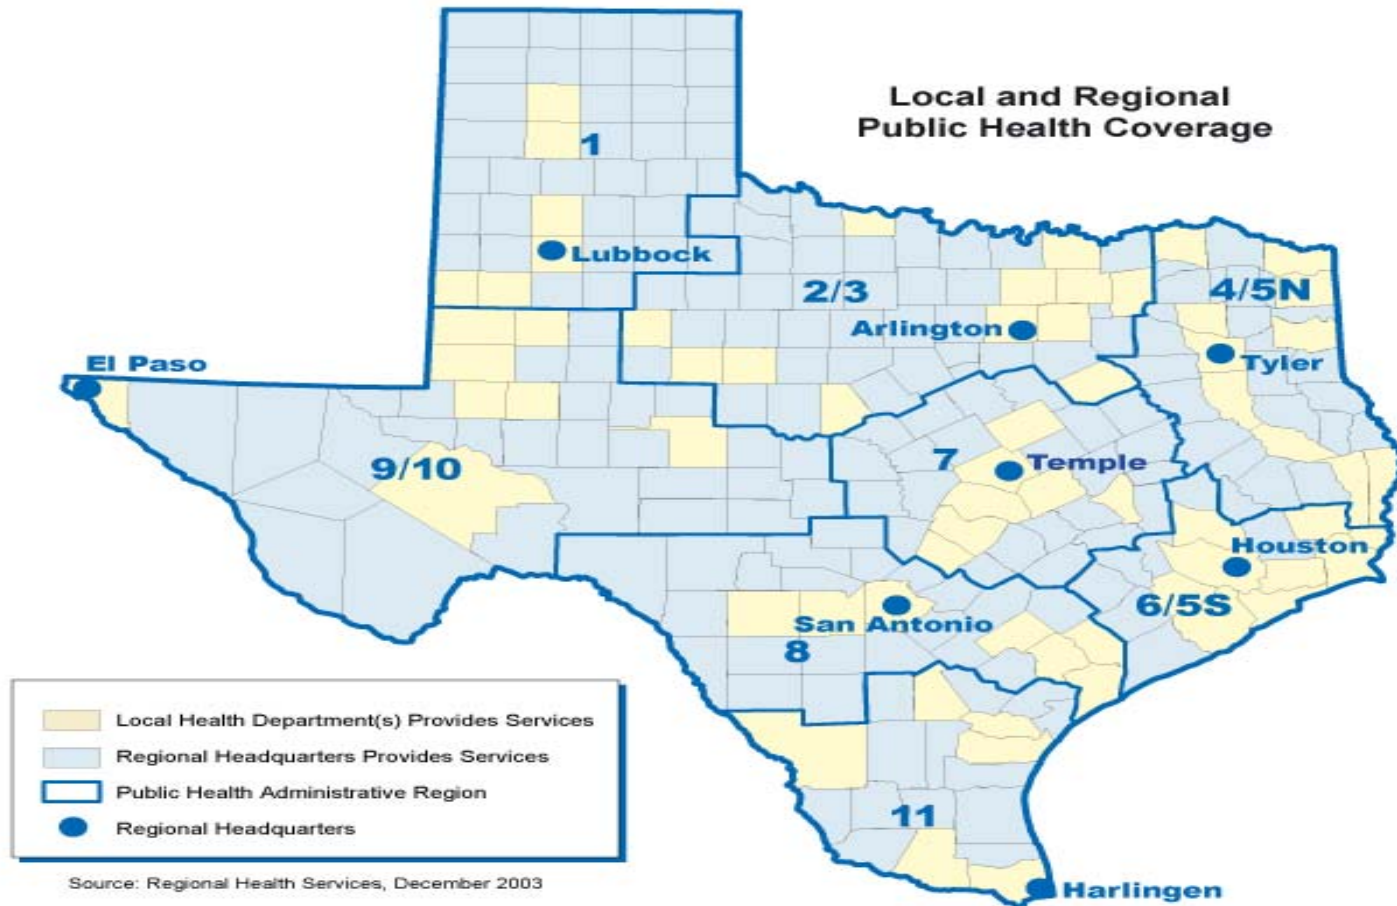 Local and Regional
Public Health Coverage
1
Lubbock
2/3
4/5N
Arlington
Tyler
El Paso
9/10
7
Temple
Houston
6/5S
San Antonio
8
11
Harlingen
Local Health Department(s) Provides Services
Regional Headquarters Provides Services
Public Health Administrative Region
Regional Headquarters
Source: Regional Health Services, December 2003